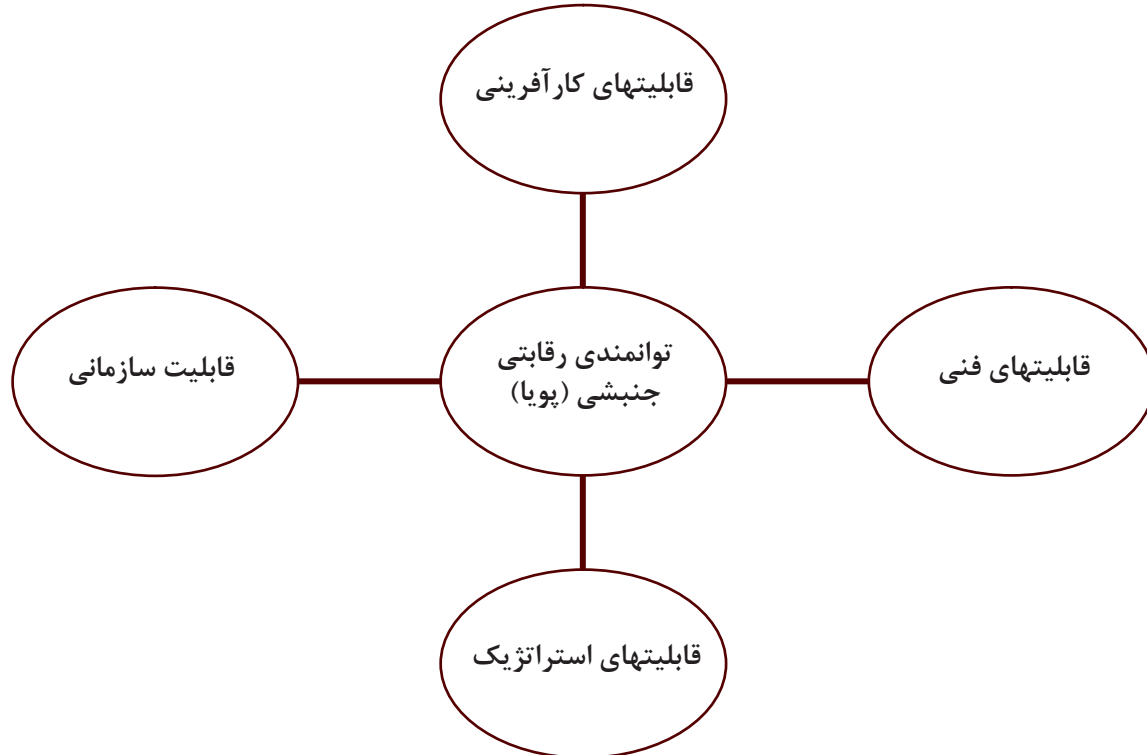 قابلیتهای کارآفرینی
توانمندی رقابتی
جنبشی (پویا)
قابلیتهای فنی
قابلیت سازمانی
قابلیتهای استراتژیک